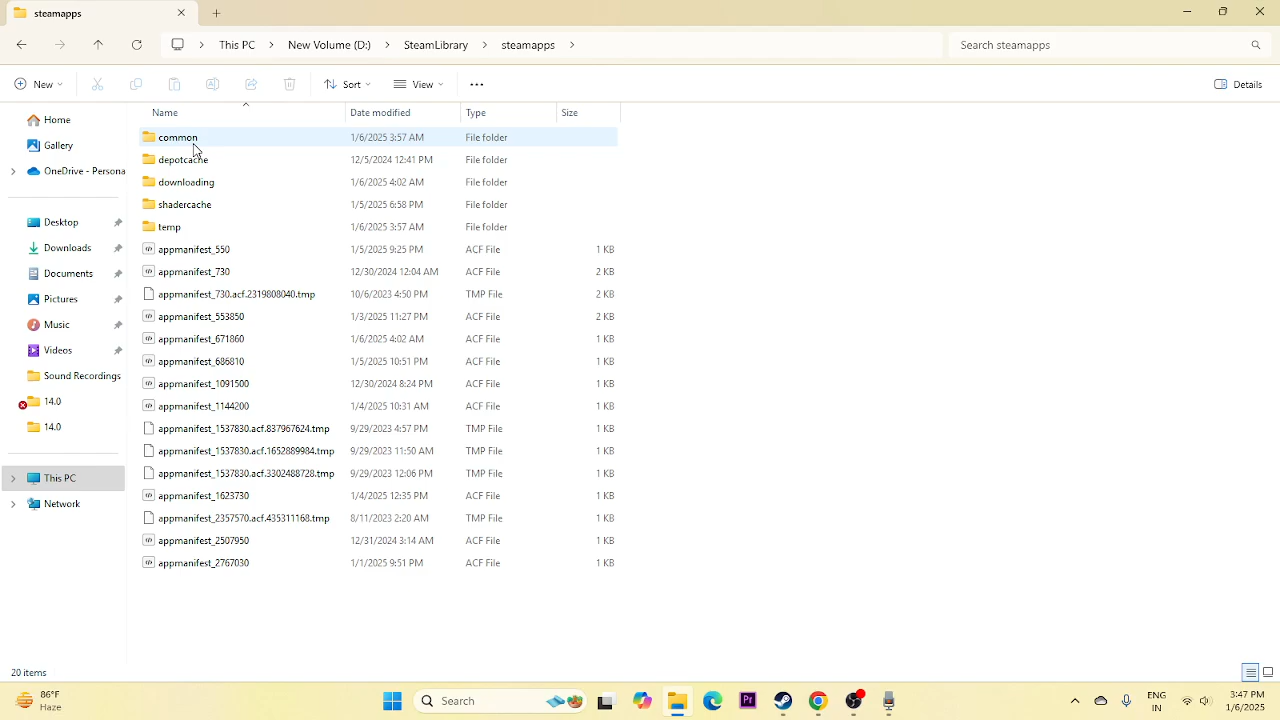 steamapps
This PC > New Volume (D:) > SteamLibrary > steamapps >
Search steamapps
New
Sort
View
Details
Home
Gallery
OneDrive - Persona
Desktop
Downloads
Documents
Pictures
Music
Videos
Sound Recordings
14.0
14.0
This PC
Network
Name Date modified Type Size
common 1/6/2025 3:57 AM File folder
depotcache 12/5/2024 12:41 PM File folder
downloading 1/6/2025 4:02 AM File folder
shadercache 1/5/2025 6:58 PM File folder
temp 1/6/2025 3:57 AM File folder
appmanifest_550 1/5/2025 9:25 PM ACF File 1 KB
appmanifest_730 12/30/2024 12:04 AM ACF File 2 KB
appmanifest_730.acf.2319808040.tmp 10/6/2023 4:50 PM TMP File 2 KB
appmanifest_553850 1/3/2025 11:27 PM ACF File 2 KB
appmanifest_671860 1/6/2025 4:02 AM ACF File 1 KB
appmanifest_686810 1/5/2025 10:51 PM ACF File 1 KB
appmanifest_1091500 12/30/2024 8:24 PM ACF File 1 KB
appmanifest_1144200 1/4/2025 10:31 AM ACF File 1 KB
appmanifest_1537830.acf.837967624.tmp 9/29/2023 4:57 PM TMP File 1 KB
appmanifest_1537830.acf.1652889984.tmp 9/29/2023 11:50 AM TMP File 1 KB
appmanifest_1537830.acf.3302488728.tmp 9/29/2023 12:06 PM TMP File 1 KB
appmanifest_1623730 1/4/2025 12:35 PM ACF File 1 KB
appmanifest_2357570.acf.435311168.tmp 8/11/2023 2:20 AM TMP File 1 KB
appmanifest_2507950 12/31/2024 3:14 AM ACF File 1 KB
appmanifest_2767030 1/1/2025 9:51 PM ACF File 1 KB
20 items
86°F
Haze
Search
Pr
ENG
IN
3:47 PM
1/6/2025